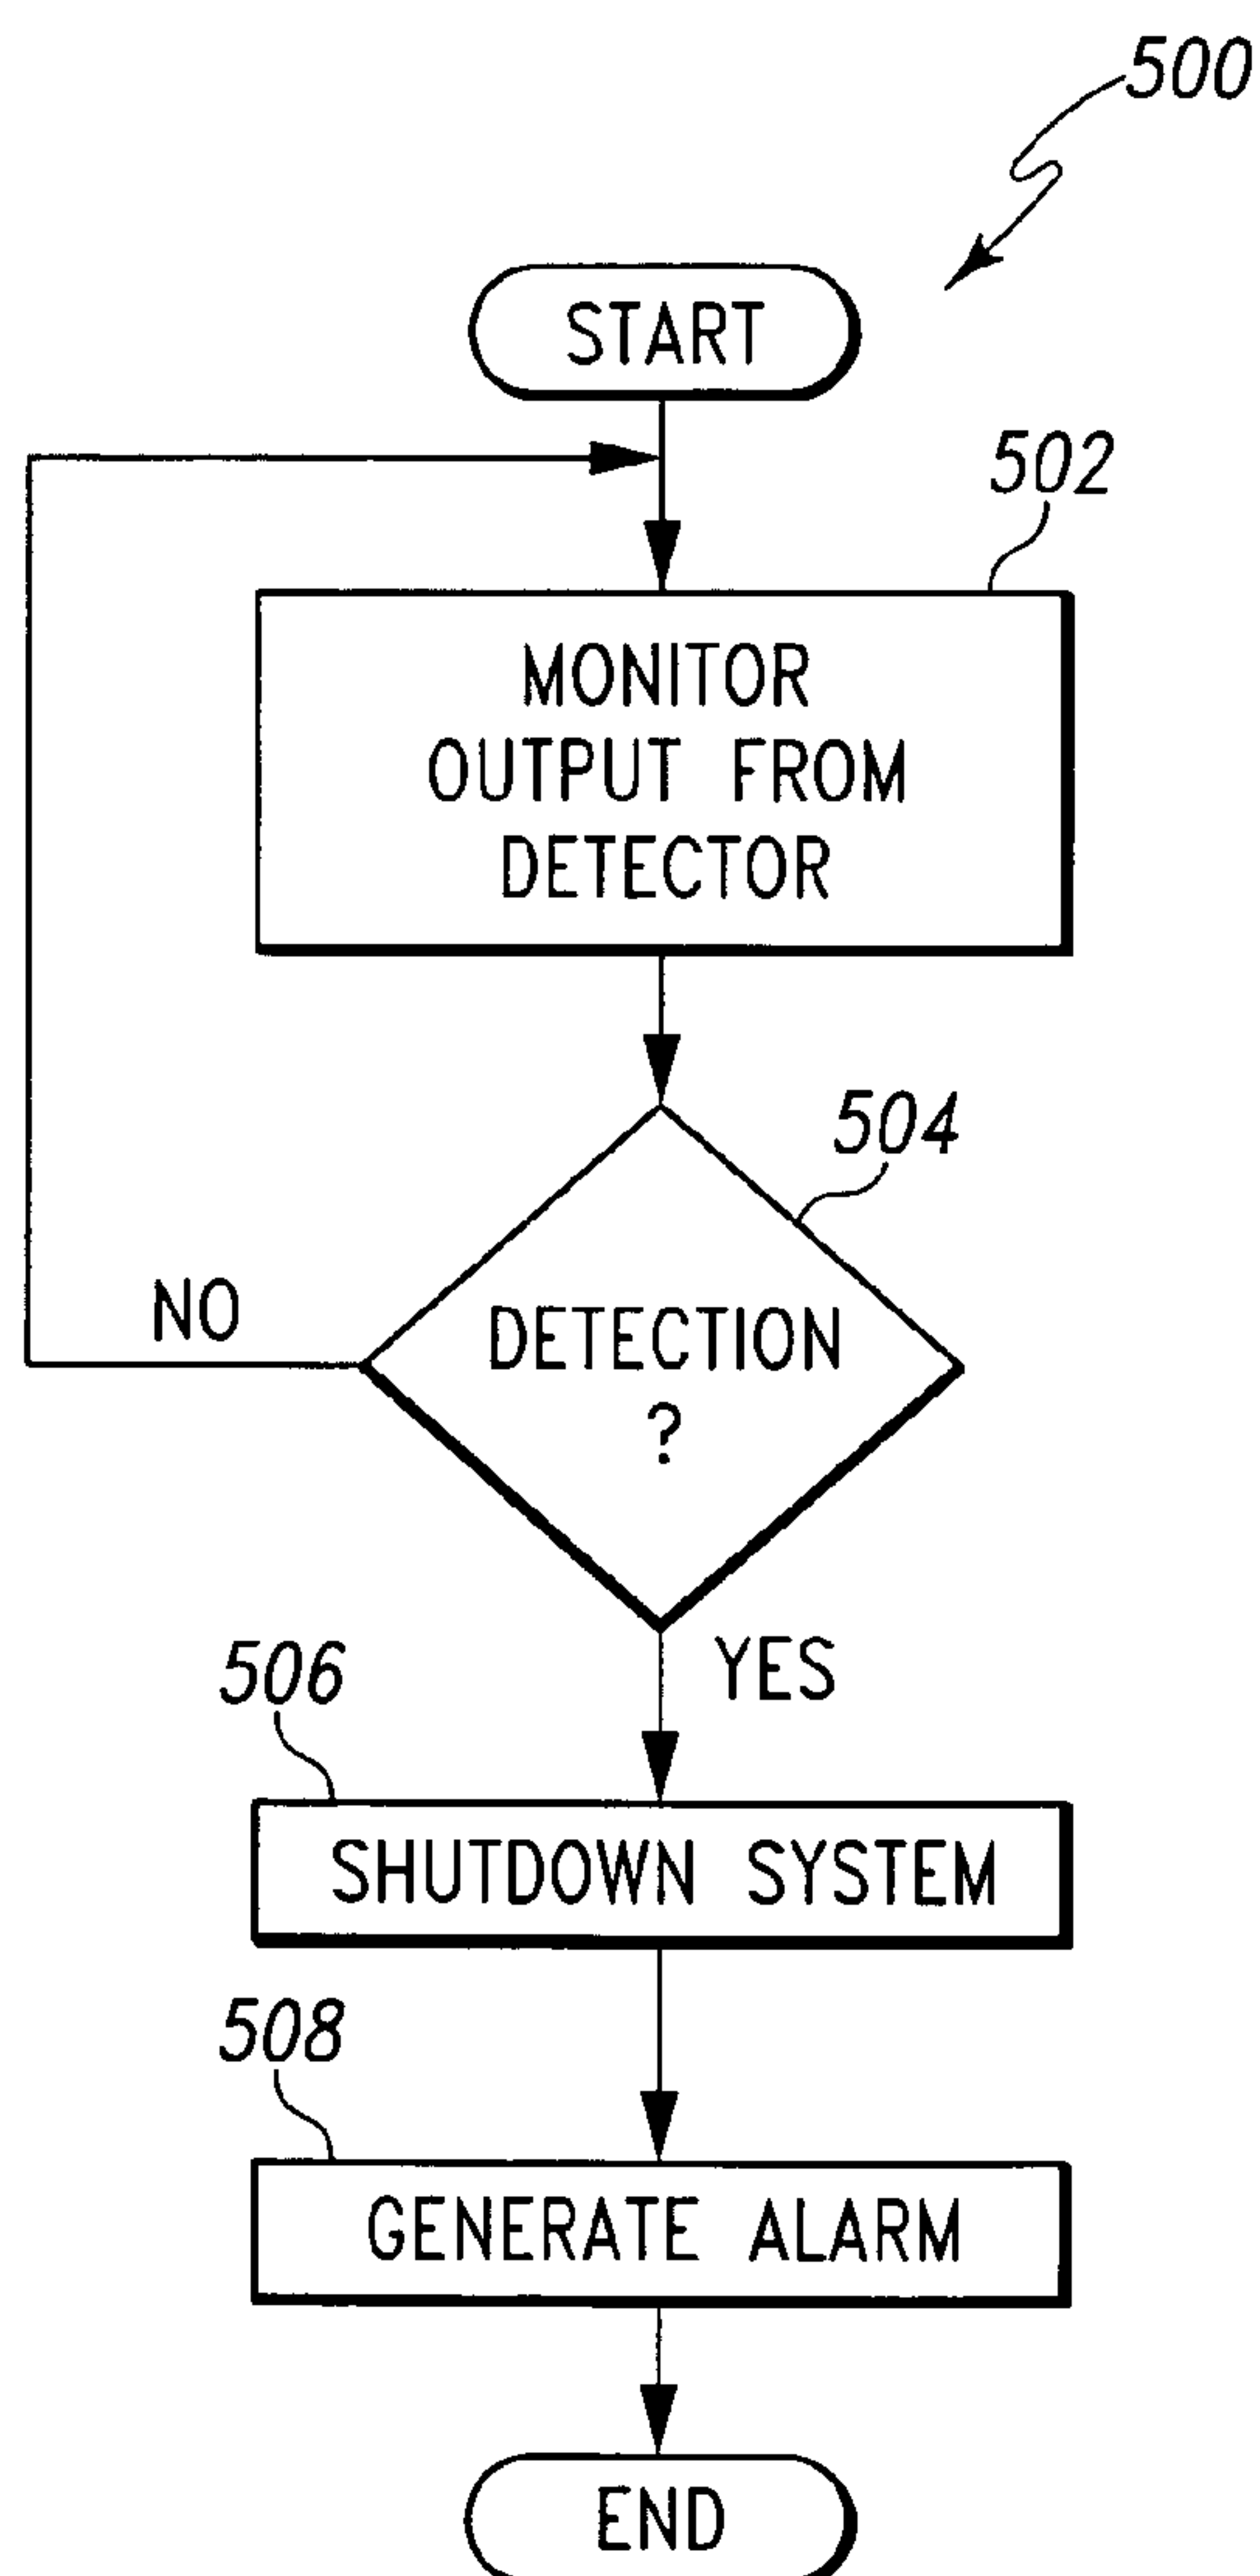 500
START
502
MONITOR
OUTPUT FROM
DETECTOR
504
DETECTION
?
NO
YES
506
SHUTDOWN SYSTEM
508
GENERATE ALARM
END